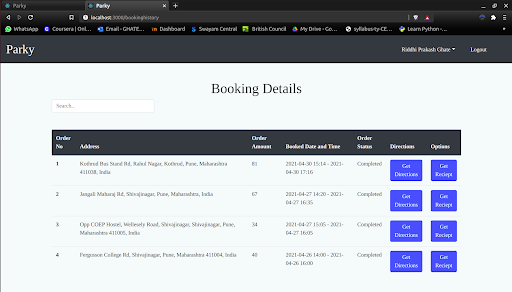 Parky
Parky
localhost:3000/bookinghistory
WhatsApp
Coursera | Onl...
Email - GHATE...
Dashboard
Swayam Central
British Council
My Drive - Go...
syllabus-ty-CE...
Learn Python -...
Parky
Riddhi Prakash Ghate
Logout
Booking Details
Search..
Order No Address Order Amount Booked Date and Time Order Status Directions Options
1 Kothrud Bus Stand Rd, Rahul Nagar, Kothrud, Pune, Maharashtra 411038, India 81 2021-04-30 15:14 - 2021-04-30 17:16 Completed Get Directions Get Reciept
2 Jangali Maharaj Rd, Shivajinagar, Pune, Maharashtra, India 67 2021-04-27 14:20 - 2021-04-27 16:35 Completed Get Directions Get Reciept
3 Opp COEP Hostel, Wellesely Road, Shivajinagar, Shivajinagar, Pune, Maharashtra 411005, India 34 2021-04-27 15:05 - 2021-04-27 16:05 Completed Get Directions Get Reciept
4 Fergusson College Rd, Shivajinagar, Pune, Maharashtra 411004, India 40 2021-04-26 14:00 - 2021-04-26 16:00 Completed Get Directions Get Reciept